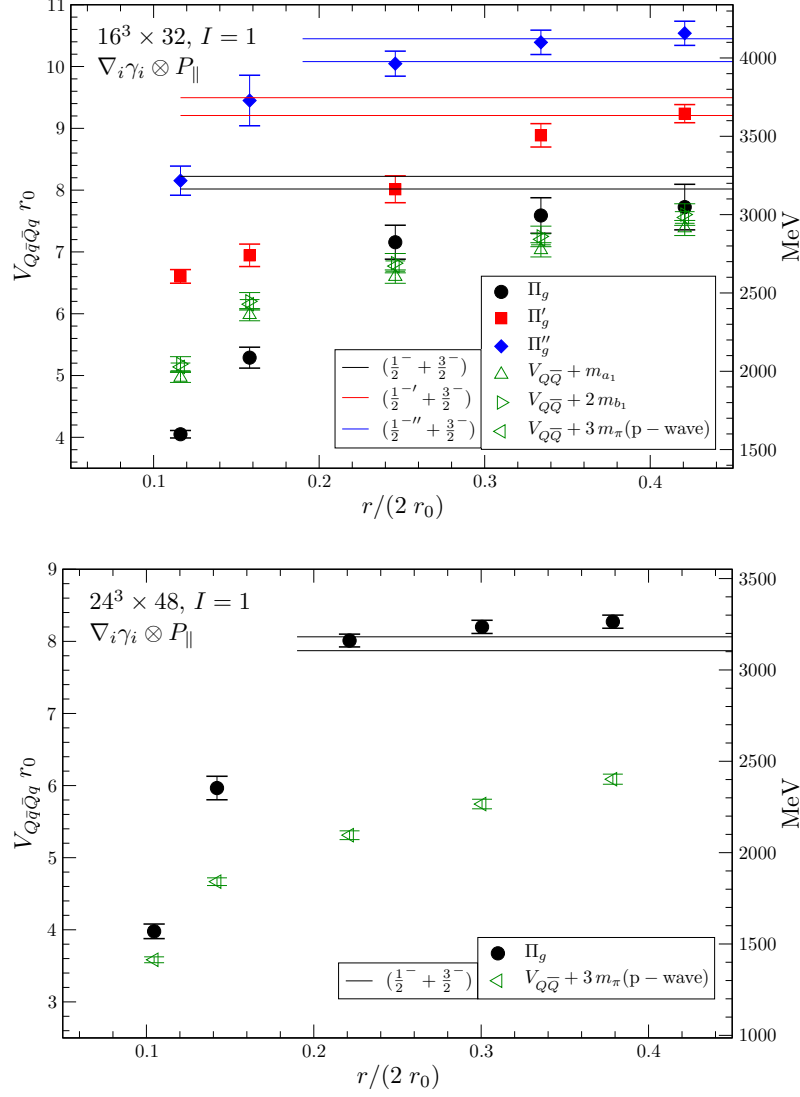 16³ × 32, I = 1
∇ᵢγᵢ ⊗ P∥
11
10
9
8
7
6
5
4
V_{Qq̄Q̄q} r₀
4000
3500
3000
2500
2000
1500
MeV
Π_g
Π′_g
Π″_g
V_{QQ̅} + m_{a₁}
V_{QQ̅} + 2 m_{b₁}
V_{QQ̅} + 3 m_π(p − wave)
(1/2⁻ + 3/2⁻)
(1/2⁻′ + 3/2⁻)
(1/2⁻″ + 3/2⁻)
0.1 0.2 0.3 0.4
r/(2 r₀)
24³ × 48, I = 1
∇ᵢγᵢ ⊗ P∥
9
8
7
6
5
4
3
V_{Qq̄Q̄q} r₀
3500
3000
2500
2000
1500
1000
MeV
Π_g
V_{QQ̅} + 3 m_π(p − wave)
(1/2⁻ + 3/2⁻)
0.1 0.2 0.3 0.4
r/(2 r₀)